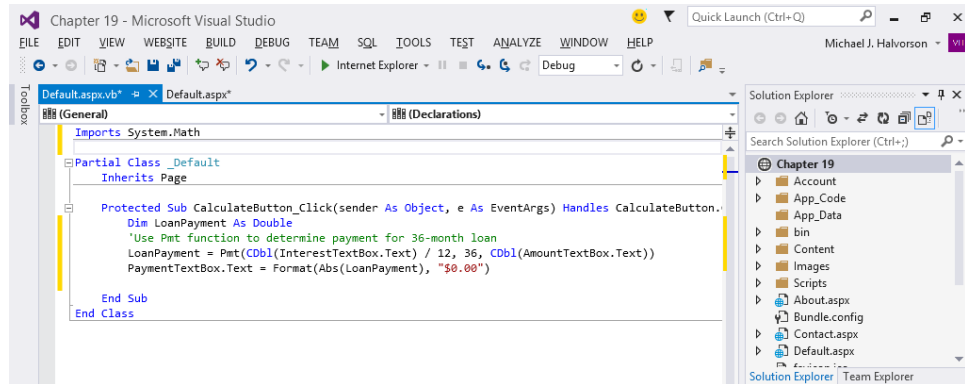 Chapter 19 - Microsoft Visual Studio
Quick Launch (Ctrl+Q)
FILE EDIT VIEW WEBSITE BUILD DEBUG TEAM SQL TOOLS TEST ANALYZE WINDOW HELP
Michael J. Halvorson
Internet Explorer
Debug
Toolbox
Default.aspx.vb*
Default.aspx*
(General)
(Declarations)
Imports System.Math
Partial Class _Default
Inherits Page
Protected Sub CalculateButton_Click(sender As Object, e As EventArgs) Handles CalculateButton.
Dim LoanPayment As Double
'Use Pmt function to determine payment for 36-month loan
LoanPayment = Pmt(CDbl(InterestTextBox.Text) / 12, 36, CDbl(AmountTextBox.Text))
PaymentTextBox.Text = Format(Abs(LoanPayment), "$0.00")
End Sub
End Class
Solution Explorer
Search Solution Explorer (Ctrl+;)
Chapter 19
Account
App_Code
App_Data
bin
Content
Images
Scripts
About.aspx
Bundle.config
Contact.aspx
Default.aspx
Solution Explorer
Team Explorer